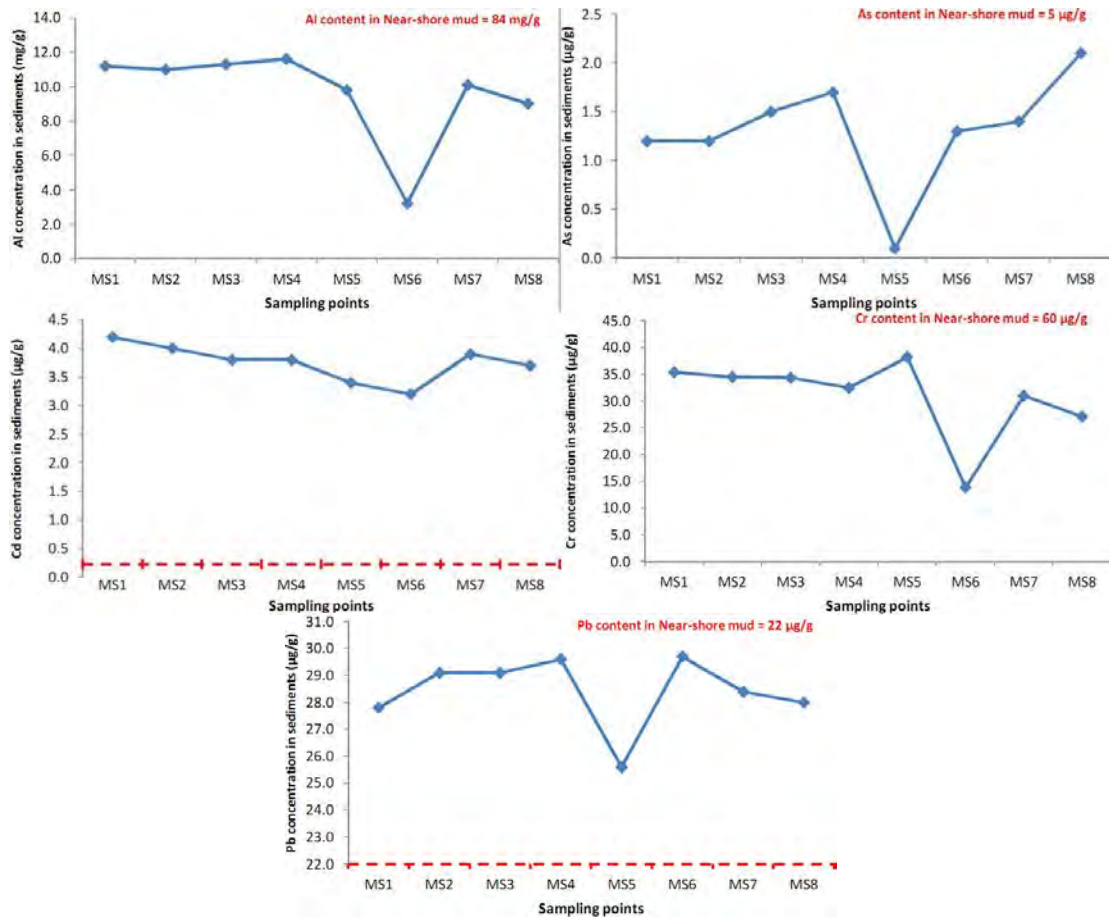 Al content in Near-shore mud = 84 mg/g
Al concentration in sediments (mg/g)
14.0
12.0
10.0
8.0
6.0
4.0
2.0
0.0
MS1 MS2 MS3 MS4 MS5 MS6 MS7 MS8
Sampling points
As content in Near-shore mud = 5 µg/g
As concentration in sediments (µg/g)
2.5
2.0
1.5
1.0
0.5
0.0
MS1 MS2 MS3 MS4 MS5 MS6 MS7 MS8
Sampling points
Cd concentration in sediments (µg/g)
4.5
4.0
3.5
3.0
2.5
2.0
1.5
1.0
0.5
0.0
MS1 MS2 MS3 MS4 MS5 MS6 MS7 MS8
Sampling points
Cr content in Near-shore mud = 60 µg/g
Cr concentration in sediments (µg/g)
45.0
40.0
35.0
30.0
25.0
20.0
15.0
10.0
5.0
0.0
MS1 MS2 MS3 MS4 MS5 MS6 MS7 MS8
Sampling points
Pb content in Near-shore mud = 22 µg/g
Pb concentration in sediments (µg/g)
31.0
30.0
29.0
28.0
27.0
26.0
25.0
24.0
23.0
22.0
MS1 MS2 MS3 MS4 MS5 MS6 MS7 MS8
Sampling points